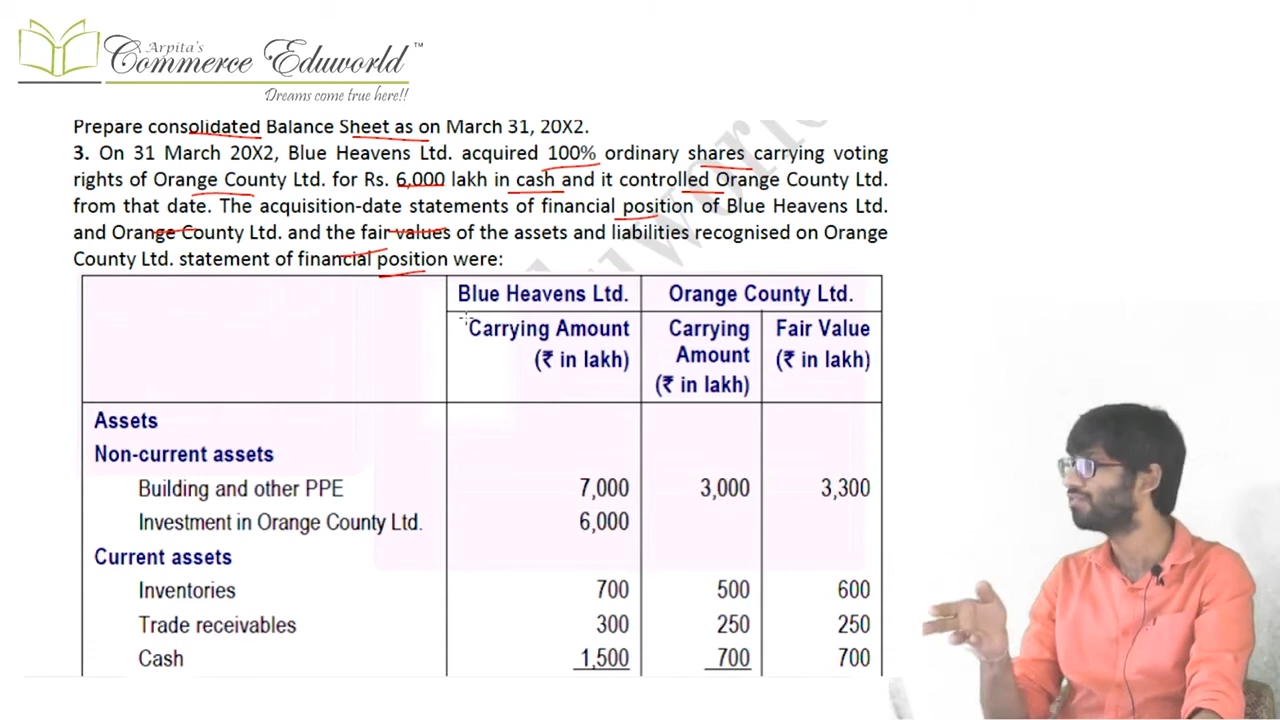 Arpita's
Commerce Eduworld™
Dreams come true here!!
Prepare consolidated Balance Sheet as on March 31, 20X2.
3. On 31 March 20X2, Blue Heavens Ltd. acquired 100% ordinary shares carrying voting
rights of Orange County Ltd. for Rs. 6,000 lakh in cash and it controlled Orange County Ltd.
from that date. The acquisition-date statements of financial position of Blue Heavens Ltd.
and Orange County Ltd. and the fair values of the assets and liabilities recognised on Orange
County Ltd. statement of financial position were:
Blue Heavens Ltd. Orange County Ltd.
Carrying Amount (₹ in lakh) Carrying Amount (₹ in lakh) Fair Value (₹ in lakh)
Assets
Non-current assets
Building and other PPE 7,000 3,000 3,300
Investment in Orange County Ltd. 6,000
Current assets
Inventories 700 500 600
Trade receivables 300 250 250
Cash 1,500 700 700